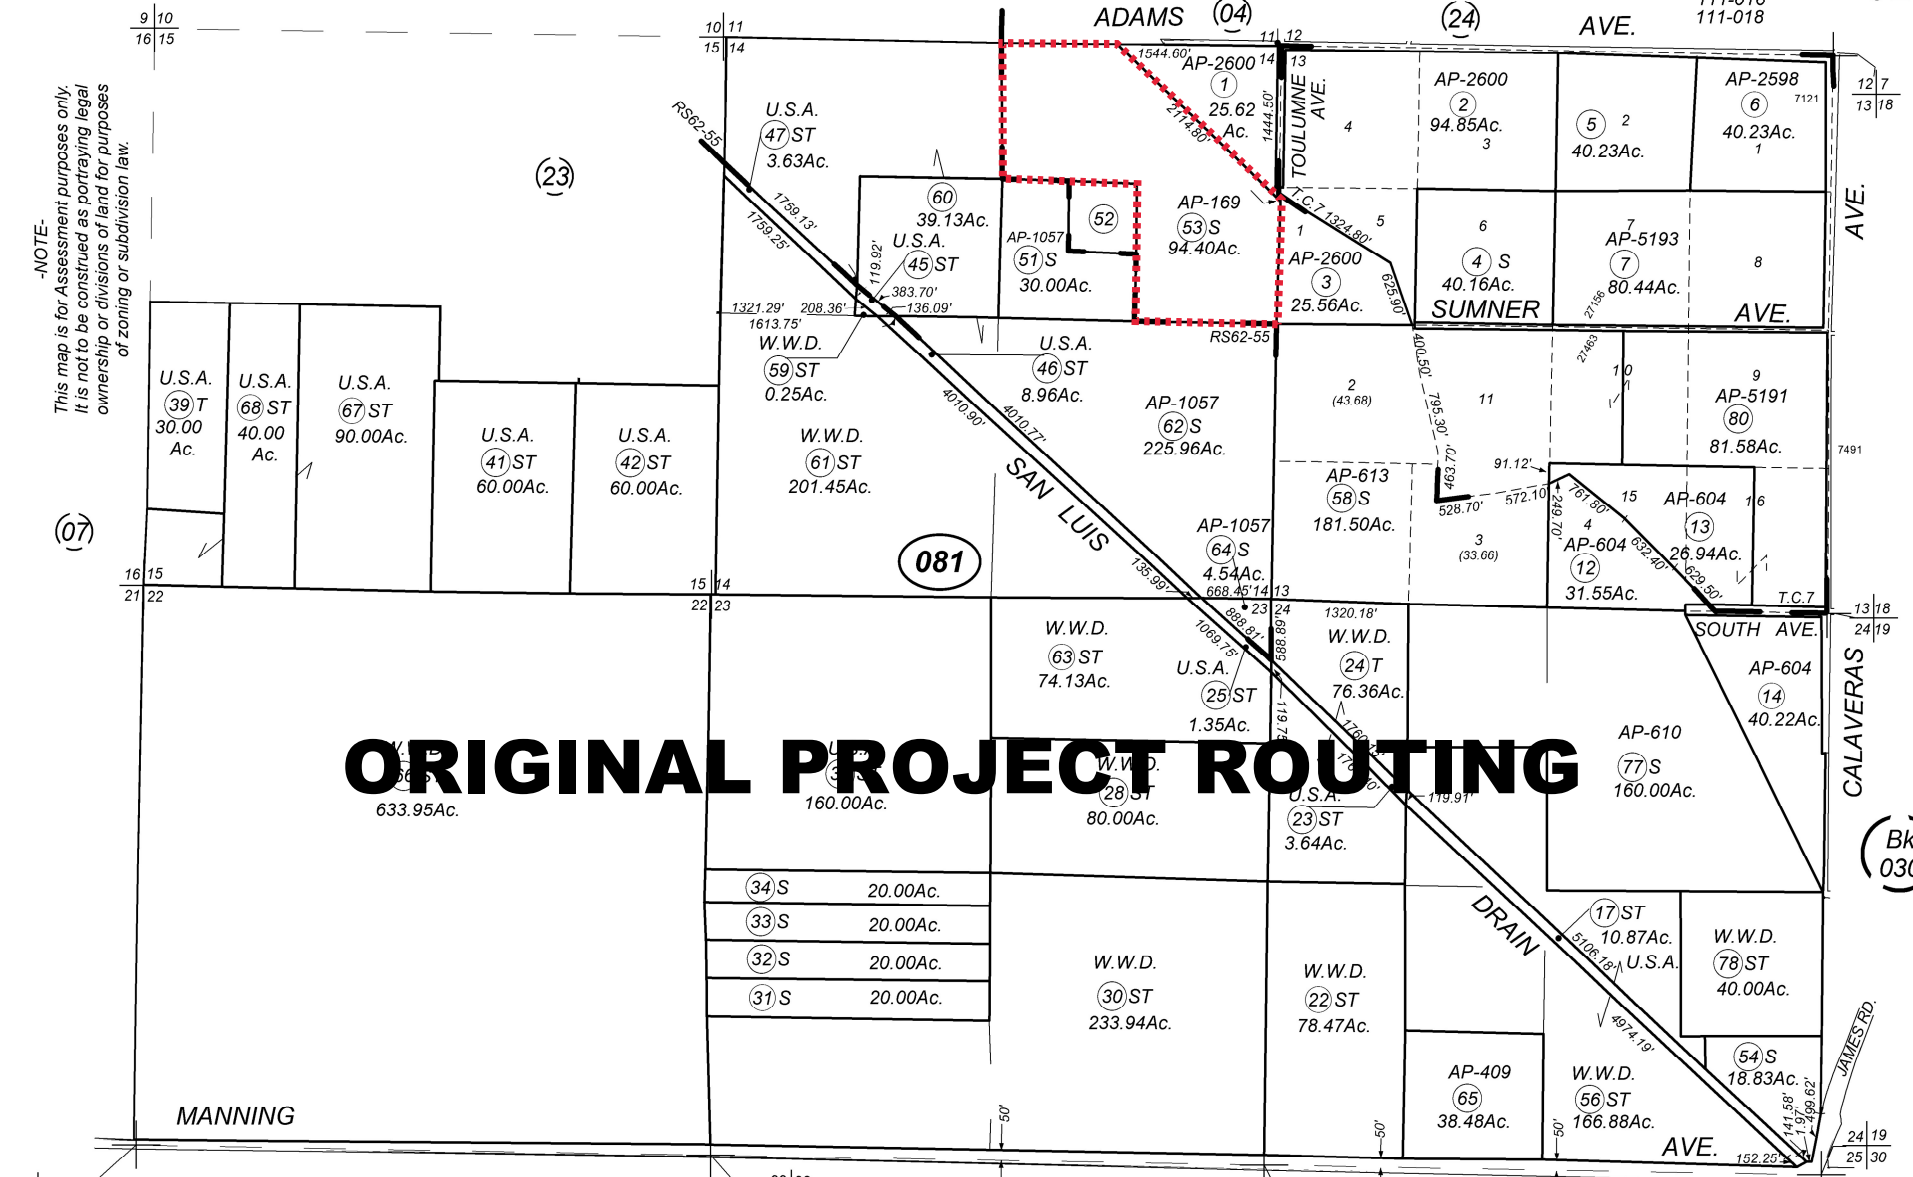 ADAMS
(04)
(24)
AVE.
111-018
9 10
16 15
10 11
15 14
11 12
14 13
12 7
13 18
-NOTE-
This map is for Assessment purposes only.
It is not to be construed as portraying legal
ownership or divisions of land for purposes
of zoning or subdivision law.
RS62-55
U.S.A.
47 ST
3.63Ac.
1544.60'
2114.80'
AP-2600
1
25.62
Ac.
1444.50'
TOULUMNE
AVE.
4
AP-2600
2
94.85Ac.
3
5
2
40.23Ac.
AP-2598
6
7121
40.23Ac.
1
(23)
1759.13'
1759.25'
60
39.13Ac.
U.S.A.
45 ST
119.92'
383.70'
136.09'
208.36'
1321.29'
1613.75'
AP-1057
51 S
30.00Ac.
52
AP-169
53 S
94.40Ac.
T.C.7
1324.80'
1
5
AP-2600
3
25.56Ac.
625.90'
6
4 S
40.16Ac.
7
AP-5193
7
80.44Ac.
8
AVE.
SUMNER
AVE.
27156
27463
RS62-55
W.W.D.
59 ST
0.25Ac.
U.S.A.
46 ST
8.96Ac.
4010.90'
4010.77'
U.S.A.
39 T
30.00
Ac.
U.S.A.
68 ST
40.00
Ac.
U.S.A.
67 ST
90.00Ac.
U.S.A.
41 ST
60.00Ac.
U.S.A.
42 ST
60.00Ac.
W.W.D.
61 ST
201.45Ac.
AP-1057
62 S
225.96Ac.
2
(43.68)
400.50'
795.30'
463.70'
11
10
9
AP-5191
80
81.58Ac.
7491
SAN LUIS
AP-613
58 S
181.50Ac.
528.70'
572.10'
91.12'
249.70'
761.80'
632.40'
629.50'
3
(33.66)
4
AP-604
12
31.55Ac.
15
AP-604
16
13
26.94Ac.
(07)
081
AP-1057
64 S
4.54Ac.
135.99'
668.45'
14 13
23 24
1320.18'
16 15
21 22
15 14
22 23
T.C.7
13 18
24 19
SOUTH AVE.
888.81'
1069.75'
588.89'
W.W.D.
63 ST
74.13Ac.
U.S.A.
25 ST
1.35Ac.
W.W.D.
24 T
76.36Ac.
AP-604
14
40.22Ac.
CALAVERAS
AP-610
77 S
160.00Ac.
ORIGINAL PROJECT ROUTING
633.95Ac.
160.00Ac.
W.W.D.
28 ST
80.00Ac.
U.S.A.
23 ST
3.64Ac.
119.91'
Bk
030
34 S 20.00Ac.
33 S 20.00Ac.
32 S 20.00Ac.
31 S 20.00Ac.
W.W.D.
30 ST
233.94Ac.
W.W.D.
22 ST
78.47Ac.
DRAIN
17 ST
10.87Ac.
U.S.A.
5106.18'
4974.19'
W.W.D.
78 ST
40.00Ac.
AP-409
65
38.48Ac.
W.W.D.
56 ST
166.88Ac.
54 S
18.83Ac.
JAMES RD.
141.58'
1.97'
499.62'
MANNING
50'
50'
50'
AVE.
152.25'
24 19
25 30